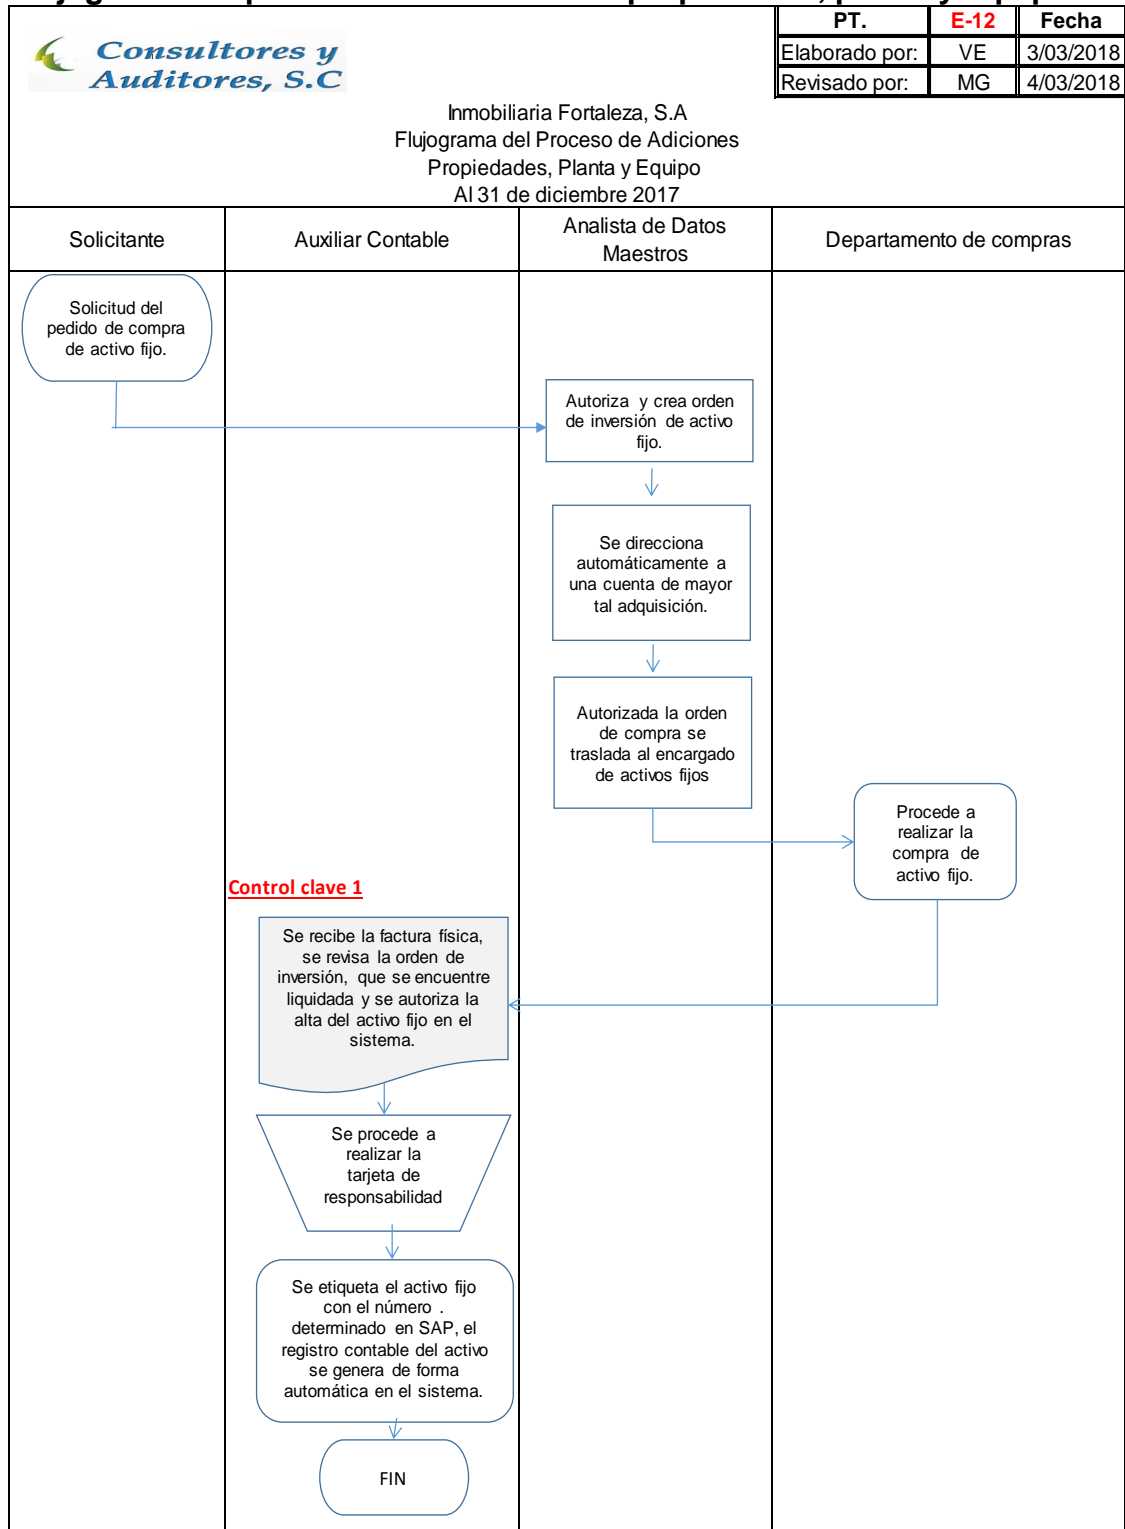 PT. E-12 Fecha
Consultores y
Auditores, S.C
Elaborado por: VE 3/03/2018
Revisado por: MG 4/03/2018
Inmobiliaria Fortaleza, S.A
Flujograma del Proceso de Adiciones
Propiedades, Planta y Equipo
Al 31 de diciembre 2017
Solicitante
Auxiliar Contable
Analista de Datos
Maestros
Departamento de compras
Solicitud del
pedido de compra
de activo fijo.
Autoriza y crea orden
de inversión de activo
fijo.
Se direcciona
automáticamente a
una cuenta de mayor
tal adquisición.
Autorizada la orden
de compra se
traslada al encargado
de activos fijos
Procede a
realizar la
compra de
activo fijo.
Control clave 1
Se recibe la factura física,
se revisa la orden de
inversión, que se encuentre
liquidada y se autoriza la
alta del activo fijo en el
sistema.
Se procede a
realizar la
tarjeta de
responsabilidad
Se etiqueta el activo fijo
con el número .
determinado en SAP, el
registro contable del activo
se genera de forma
automática en el sistema.
FIN